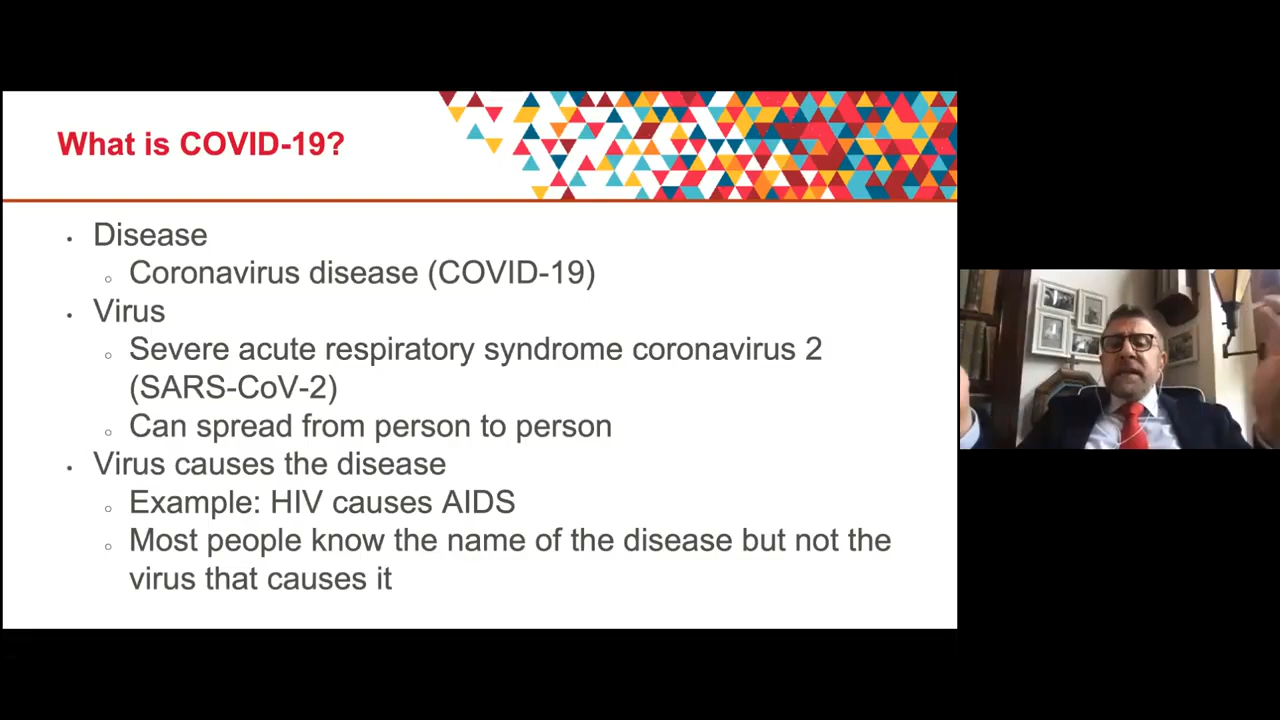 What is COVID-19?
• Disease
○ Coronavirus disease (COVID-19)
• Virus
○ Severe acute respiratory syndrome coronavirus 2
(SARS-CoV-2)
○ Can spread from person to person
• Virus causes the disease
○ Example: HIV causes AIDS
○ Most people know the name of the disease but not the
virus that causes it